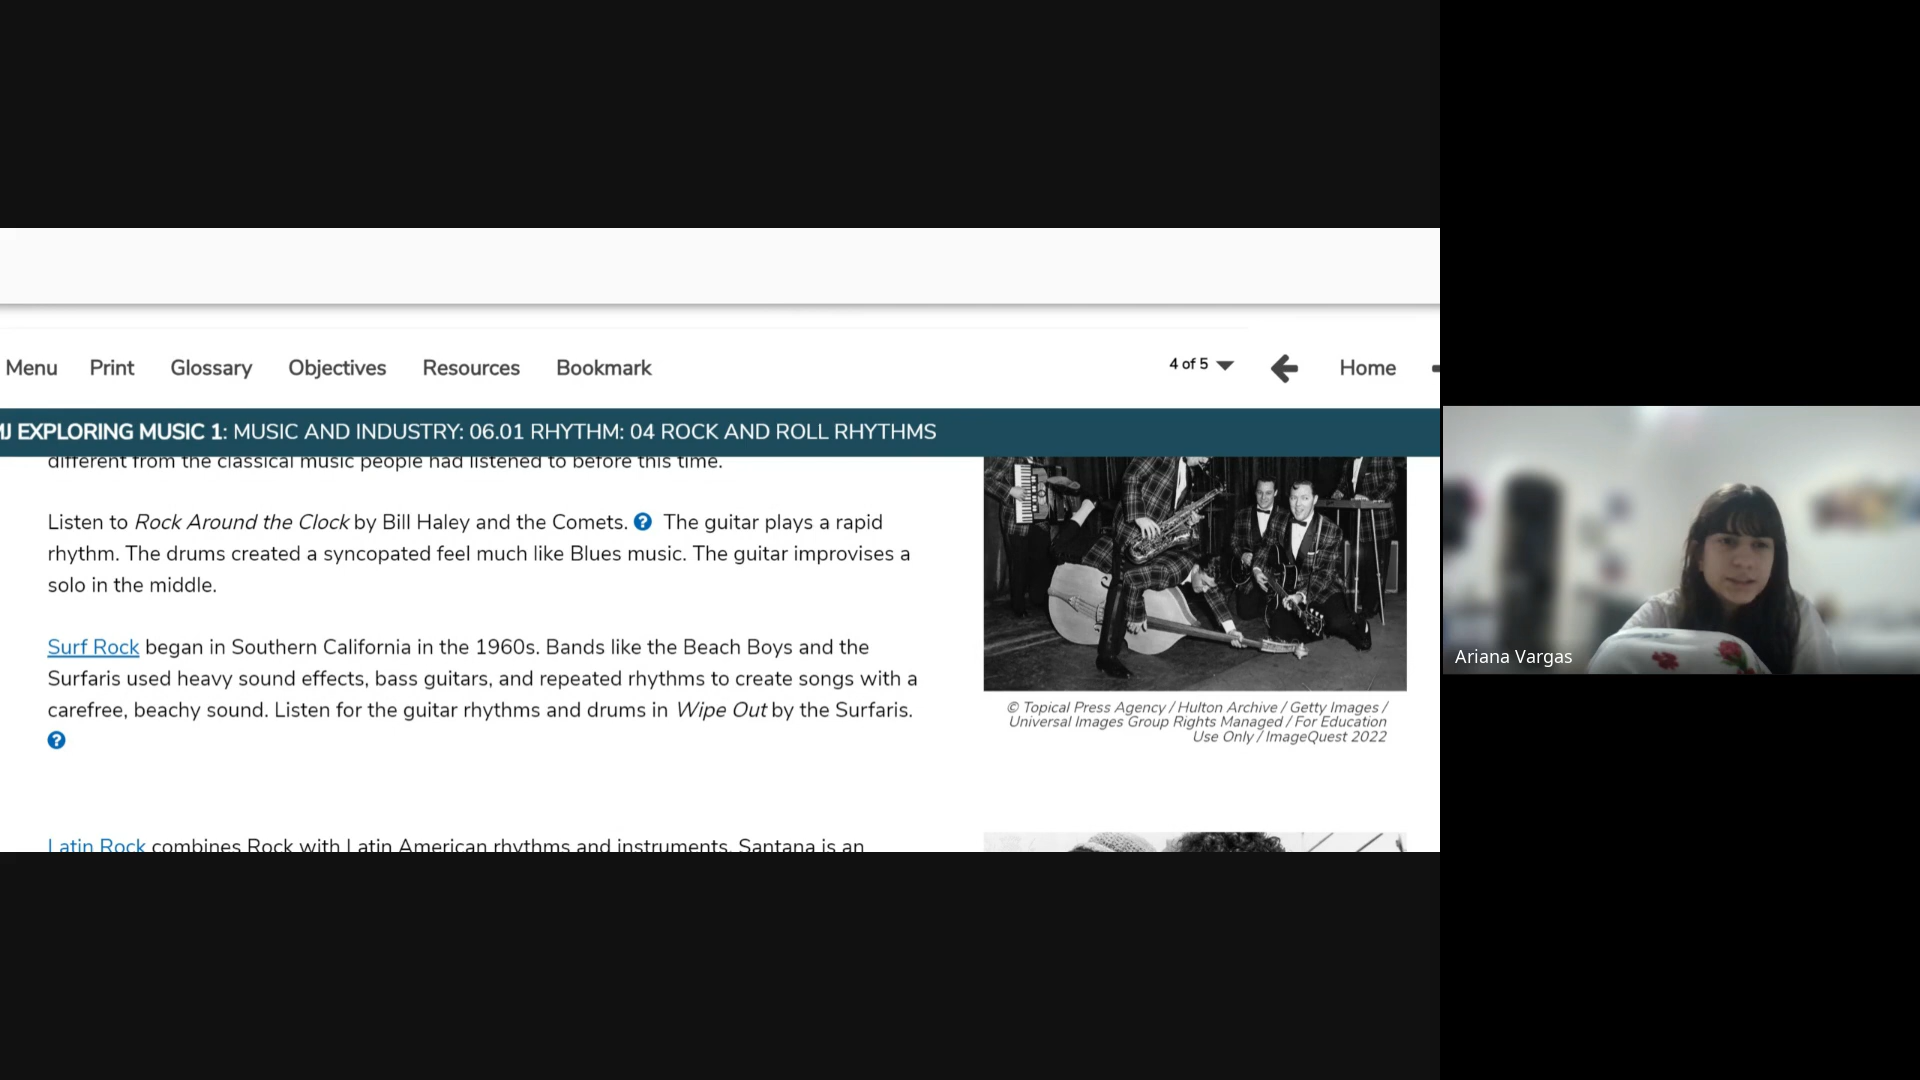 Menu Print Glossary Objectives Resources Bookmark 4 of 5 Home
MJ EXPLORING MUSIC 1: MUSIC AND INDUSTRY: 06.01 RHYTHM: 04 ROCK AND ROLL RHYTHMS
different from the classical music people had listened to before this time.
Listen to Rock Around the Clock by Bill Haley and the Comets. ? The guitar plays a rapid
rhythm. The drums created a syncopated feel much like Blues music. The guitar improvises a
solo in the middle.
Surf Rock began in Southern California in the 1960s. Bands like the Beach Boys and the
Surfaris used heavy sound effects, bass guitars, and repeated rhythms to create songs with a
carefree, beachy sound. Listen for the guitar rhythms and drums in Wipe Out by the Surfaris.
?
© Topical Press Agency / Hulton Archive / Getty Images /
Universal Images Group Rights Managed / For Education
Use Only / ImageQuest 2022
Latin Rock combines Rock with Latin American rhythms and instruments. Santana is an
Ariana Vargas